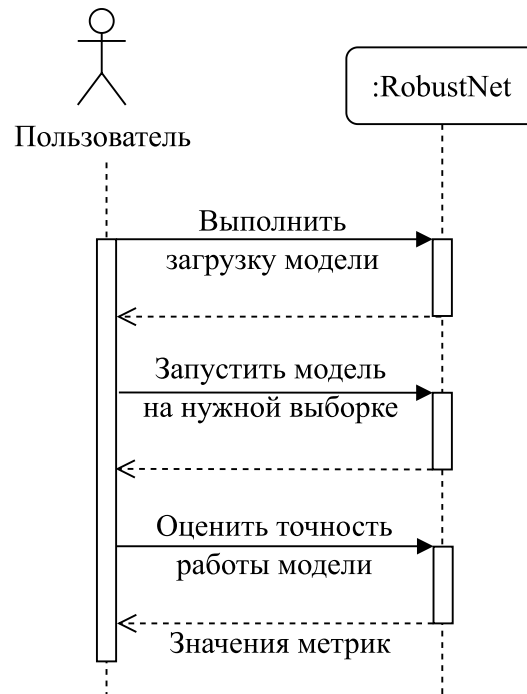 :RobustNet
Пользователь
Выполнить
загрузку модели
Запустить модель
на нужной выборке
Оценить точность
работы модели
Значения метрик